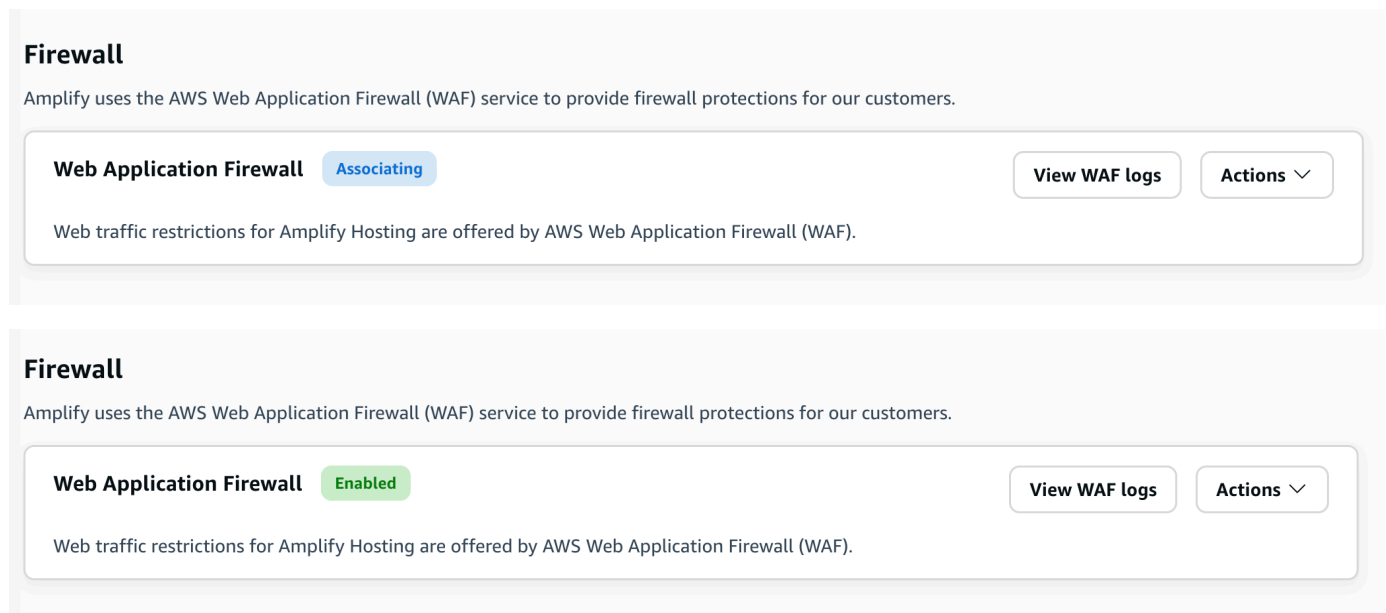 Firewall
Amplify uses the AWS Web Application Firewall (WAF) service to provide firewall protections for our customers.
Web Application Firewall Associating View WAF logs Actions
Web traffic restrictions for Amplify Hosting are offered by AWS Web Application Firewall (WAF).
Firewall
Amplify uses the AWS Web Application Firewall (WAF) service to provide firewall protections for our customers.
Web Application Firewall Enabled View WAF logs Actions
Web traffic restrictions for Amplify Hosting are offered by AWS Web Application Firewall (WAF).